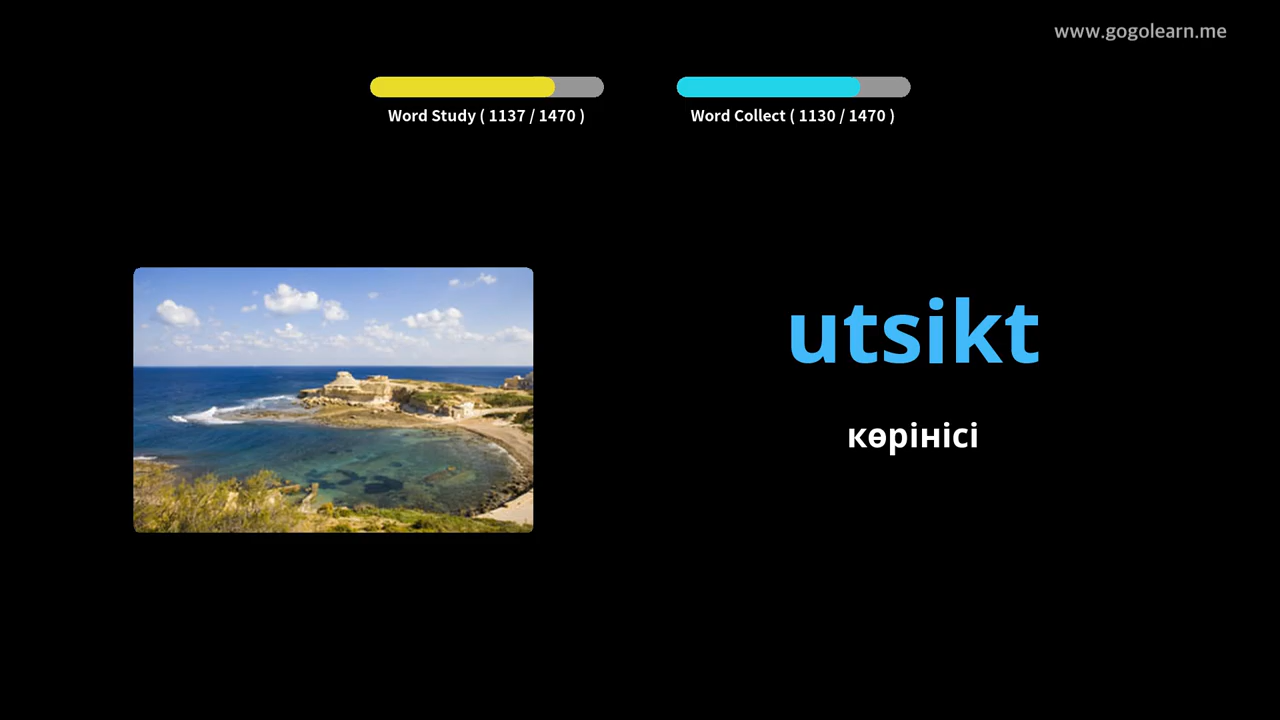 www.gogolearn.me
Word Study ( 1137 / 1470 )
Word Collect ( 1130 / 1470 )
utsikt
көрінісі